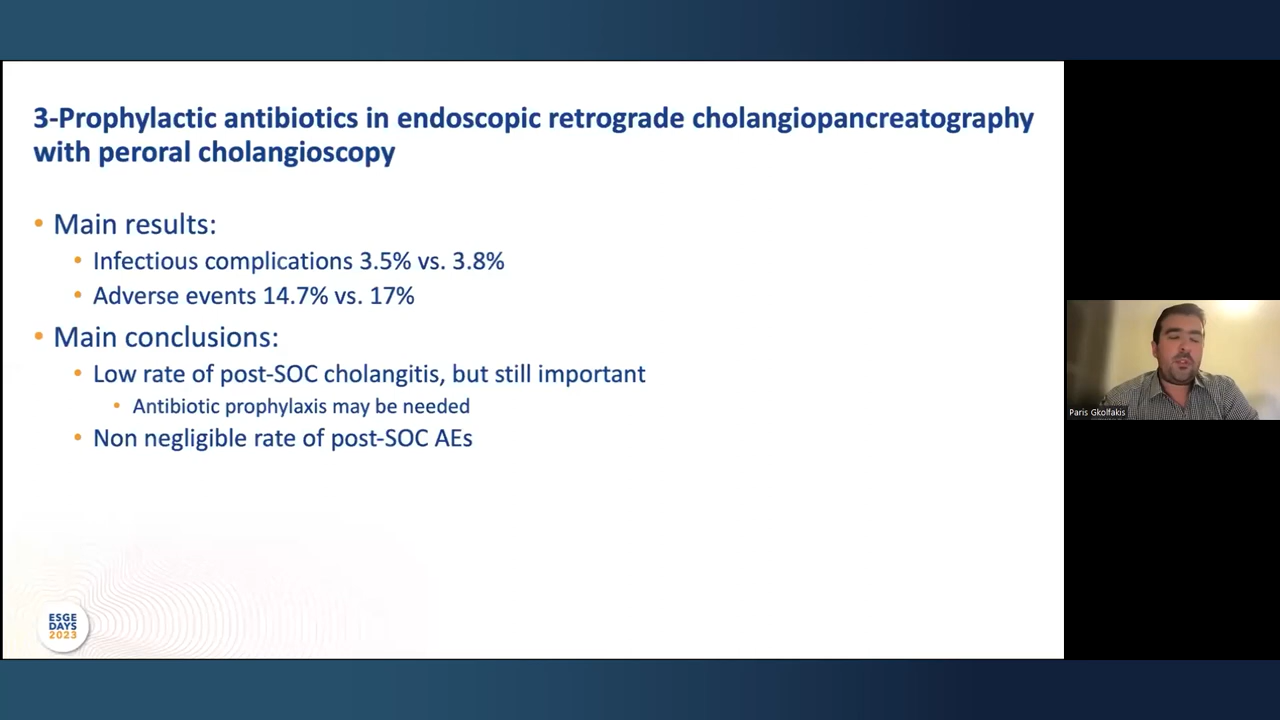 3-Prophylactic antibiotics in endoscopic retrograde cholangiopancreatography
with peroral cholangioscopy
• Main results:
• Infectious complications 3.5% vs. 3.8%
• Adverse events 14.7% vs. 17%
• Main conclusions:
• Low rate of post-SOC cholangitis, but still important
• Antibiotic prophylaxis may be needed
• Non negligible rate of post-SOC AEs
Paris Gkolfakis
ESGE
DAYS
2023